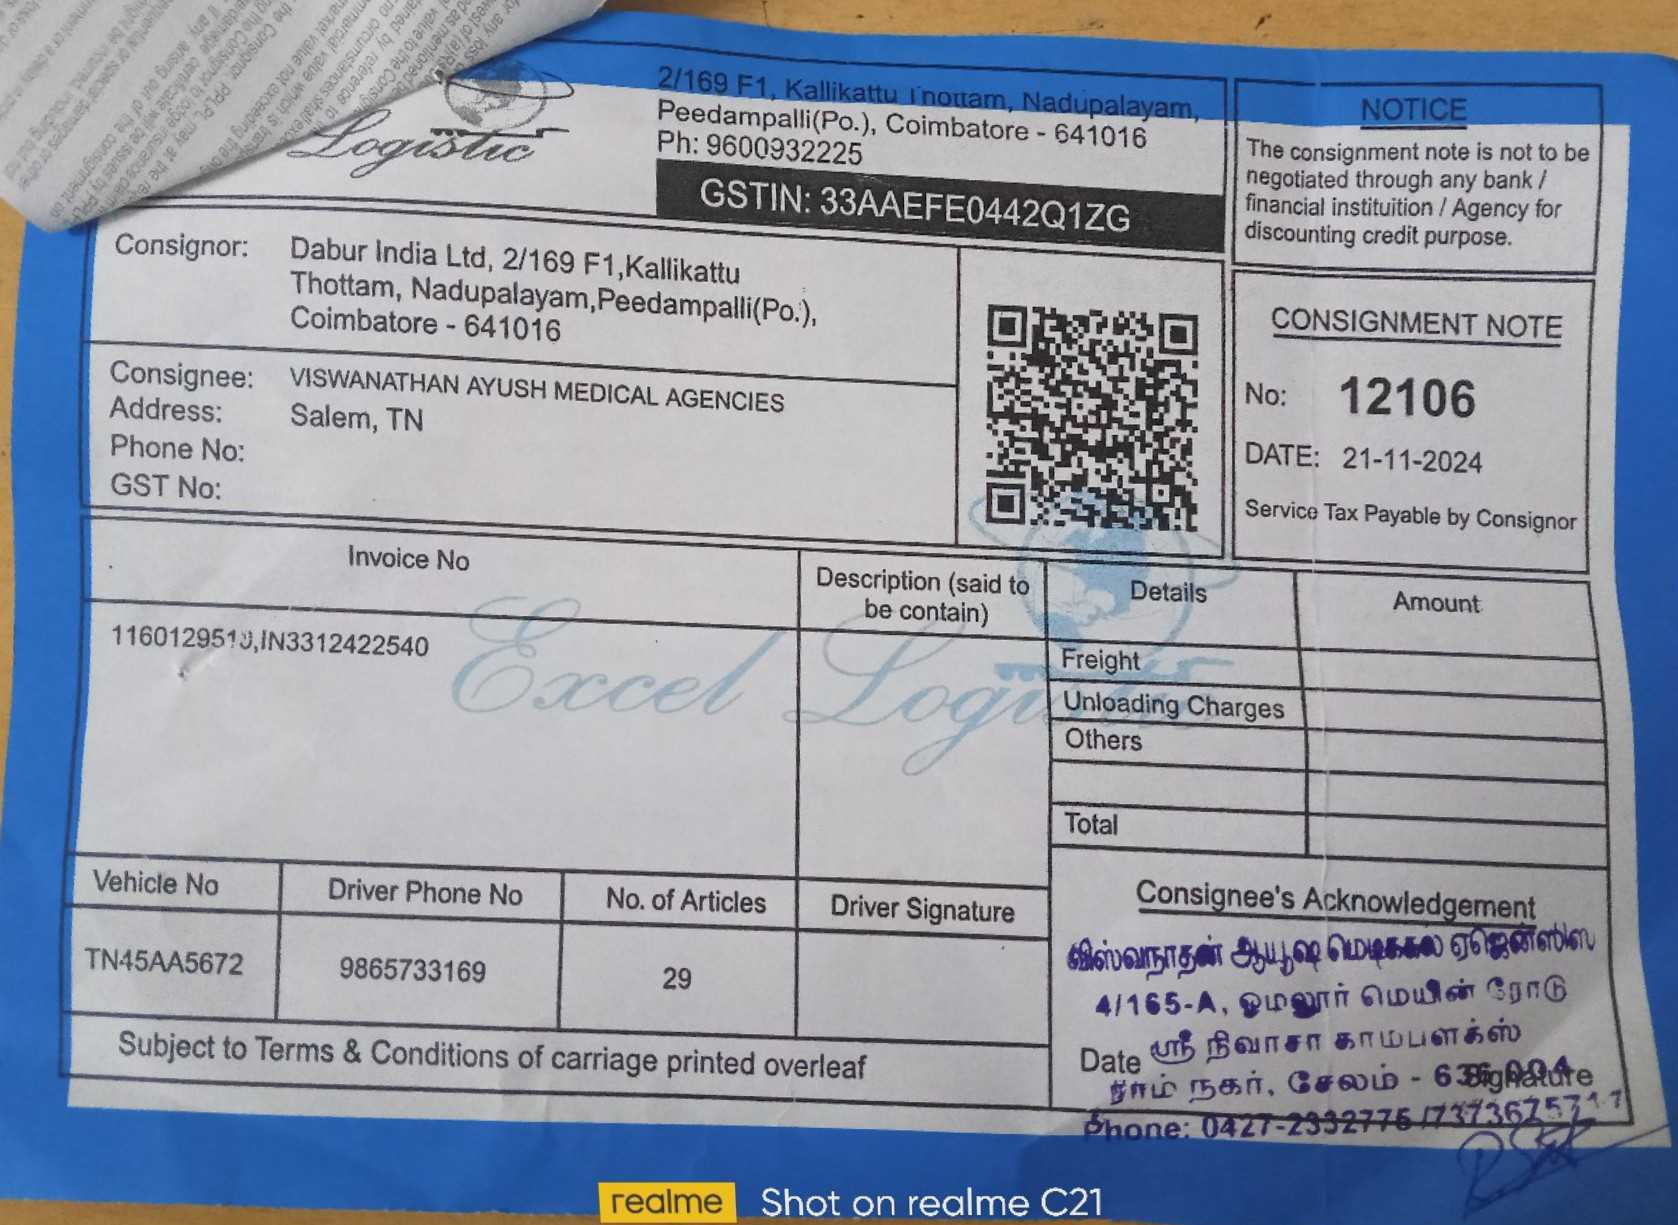 Logistic
2/169 F1, Kallikattu Thottam, Nadupalayam,
Peedampalli(Po.), Coimbatore - 641016
Ph: 9600932225
GSTIN: 33AAEFE0442Q1ZG
NOTICE
The consignment note is not to be
negotiated through any bank /
financial instituition / Agency for
discounting credit purpose.
Consignor: Dabur India Ltd, 2/169 F1,Kallikattu
Thottam, Nadupalayam,Peedampalli(Po.),
Coimbatore - 641016
Consignee: VISWANATHAN AYUSH MEDICAL AGENCIES
Address: Salem, TN
Phone No:
GST No:
CONSIGNMENT NOTE
No: 12106
DATE: 21-11-2024
Service Tax Payable by Consignor
Invoice No
Description (said to
be contain)
Details Amount
1160129510,IN3312422540
Excel Logistic
Freight
Unloading Charges
Others
Total
Vehicle No Driver Phone No No. of Articles Driver Signature
TN45AA5672 9865733169 29
Subject to Terms & Conditions of carriage printed overleaf
Consignee's Acknowledgement
விஸ்வநாதன் ஆயூஷ மெடிக்கல் ஏஜென்ஸிஸ்
4/165-A, ஓமலூர் மெயின் ரோடு
ஸ்ரீ நிவாசா காம்பளக்ஸ்
ராம் நகர், சேலம் - 636 004
Phone: 0427-2332776 /7373675717
Date Signature
realme Shot on realme C21